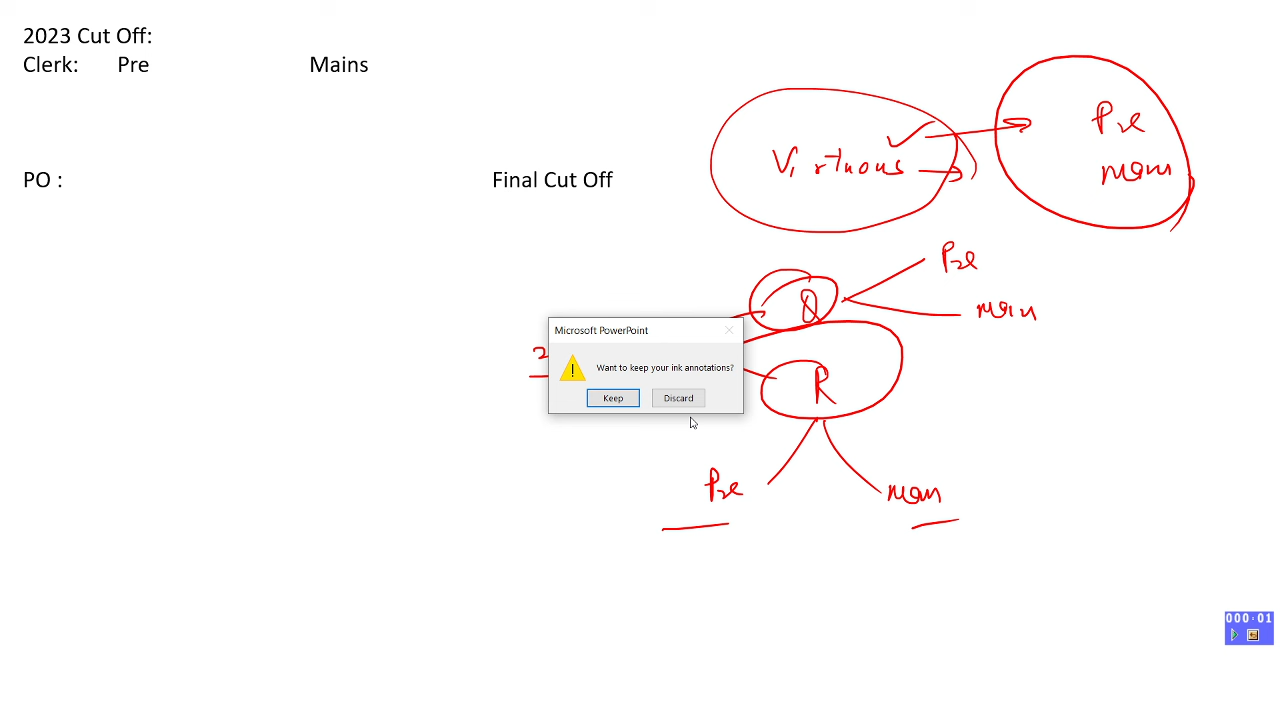 2023 Cut Off:
Clerk: Pre Mains
Pre
Virtuous
Main
PO : Final Cut Off
Pre
Q
Main
Microsoft PowerPoint
2
Want to keep your ink annotations?
R
Keep Discard
Pre
Main
000:01